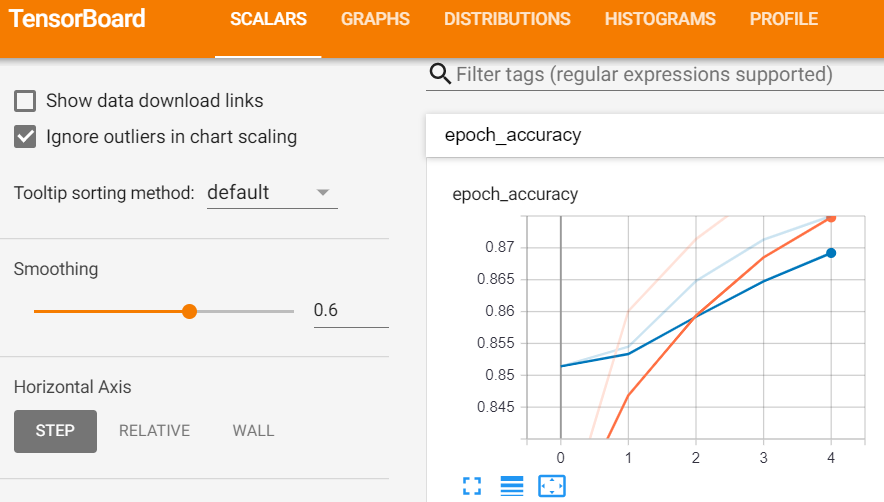 TensorBoard SCALARS GRAPHS DISTRIBUTIONS HISTOGRAMS PROFILE
Show data download links
Ignore outliers in chart scaling
Tooltip sorting method: default
Smoothing
0.6
Horizontal Axis
STEP RELATIVE WALL
Filter tags (regular expressions supported)
epoch_accuracy
epoch_accuracy
0.87
0.865
0.86
0.855
0.85
0.845
0 1 2 3 4